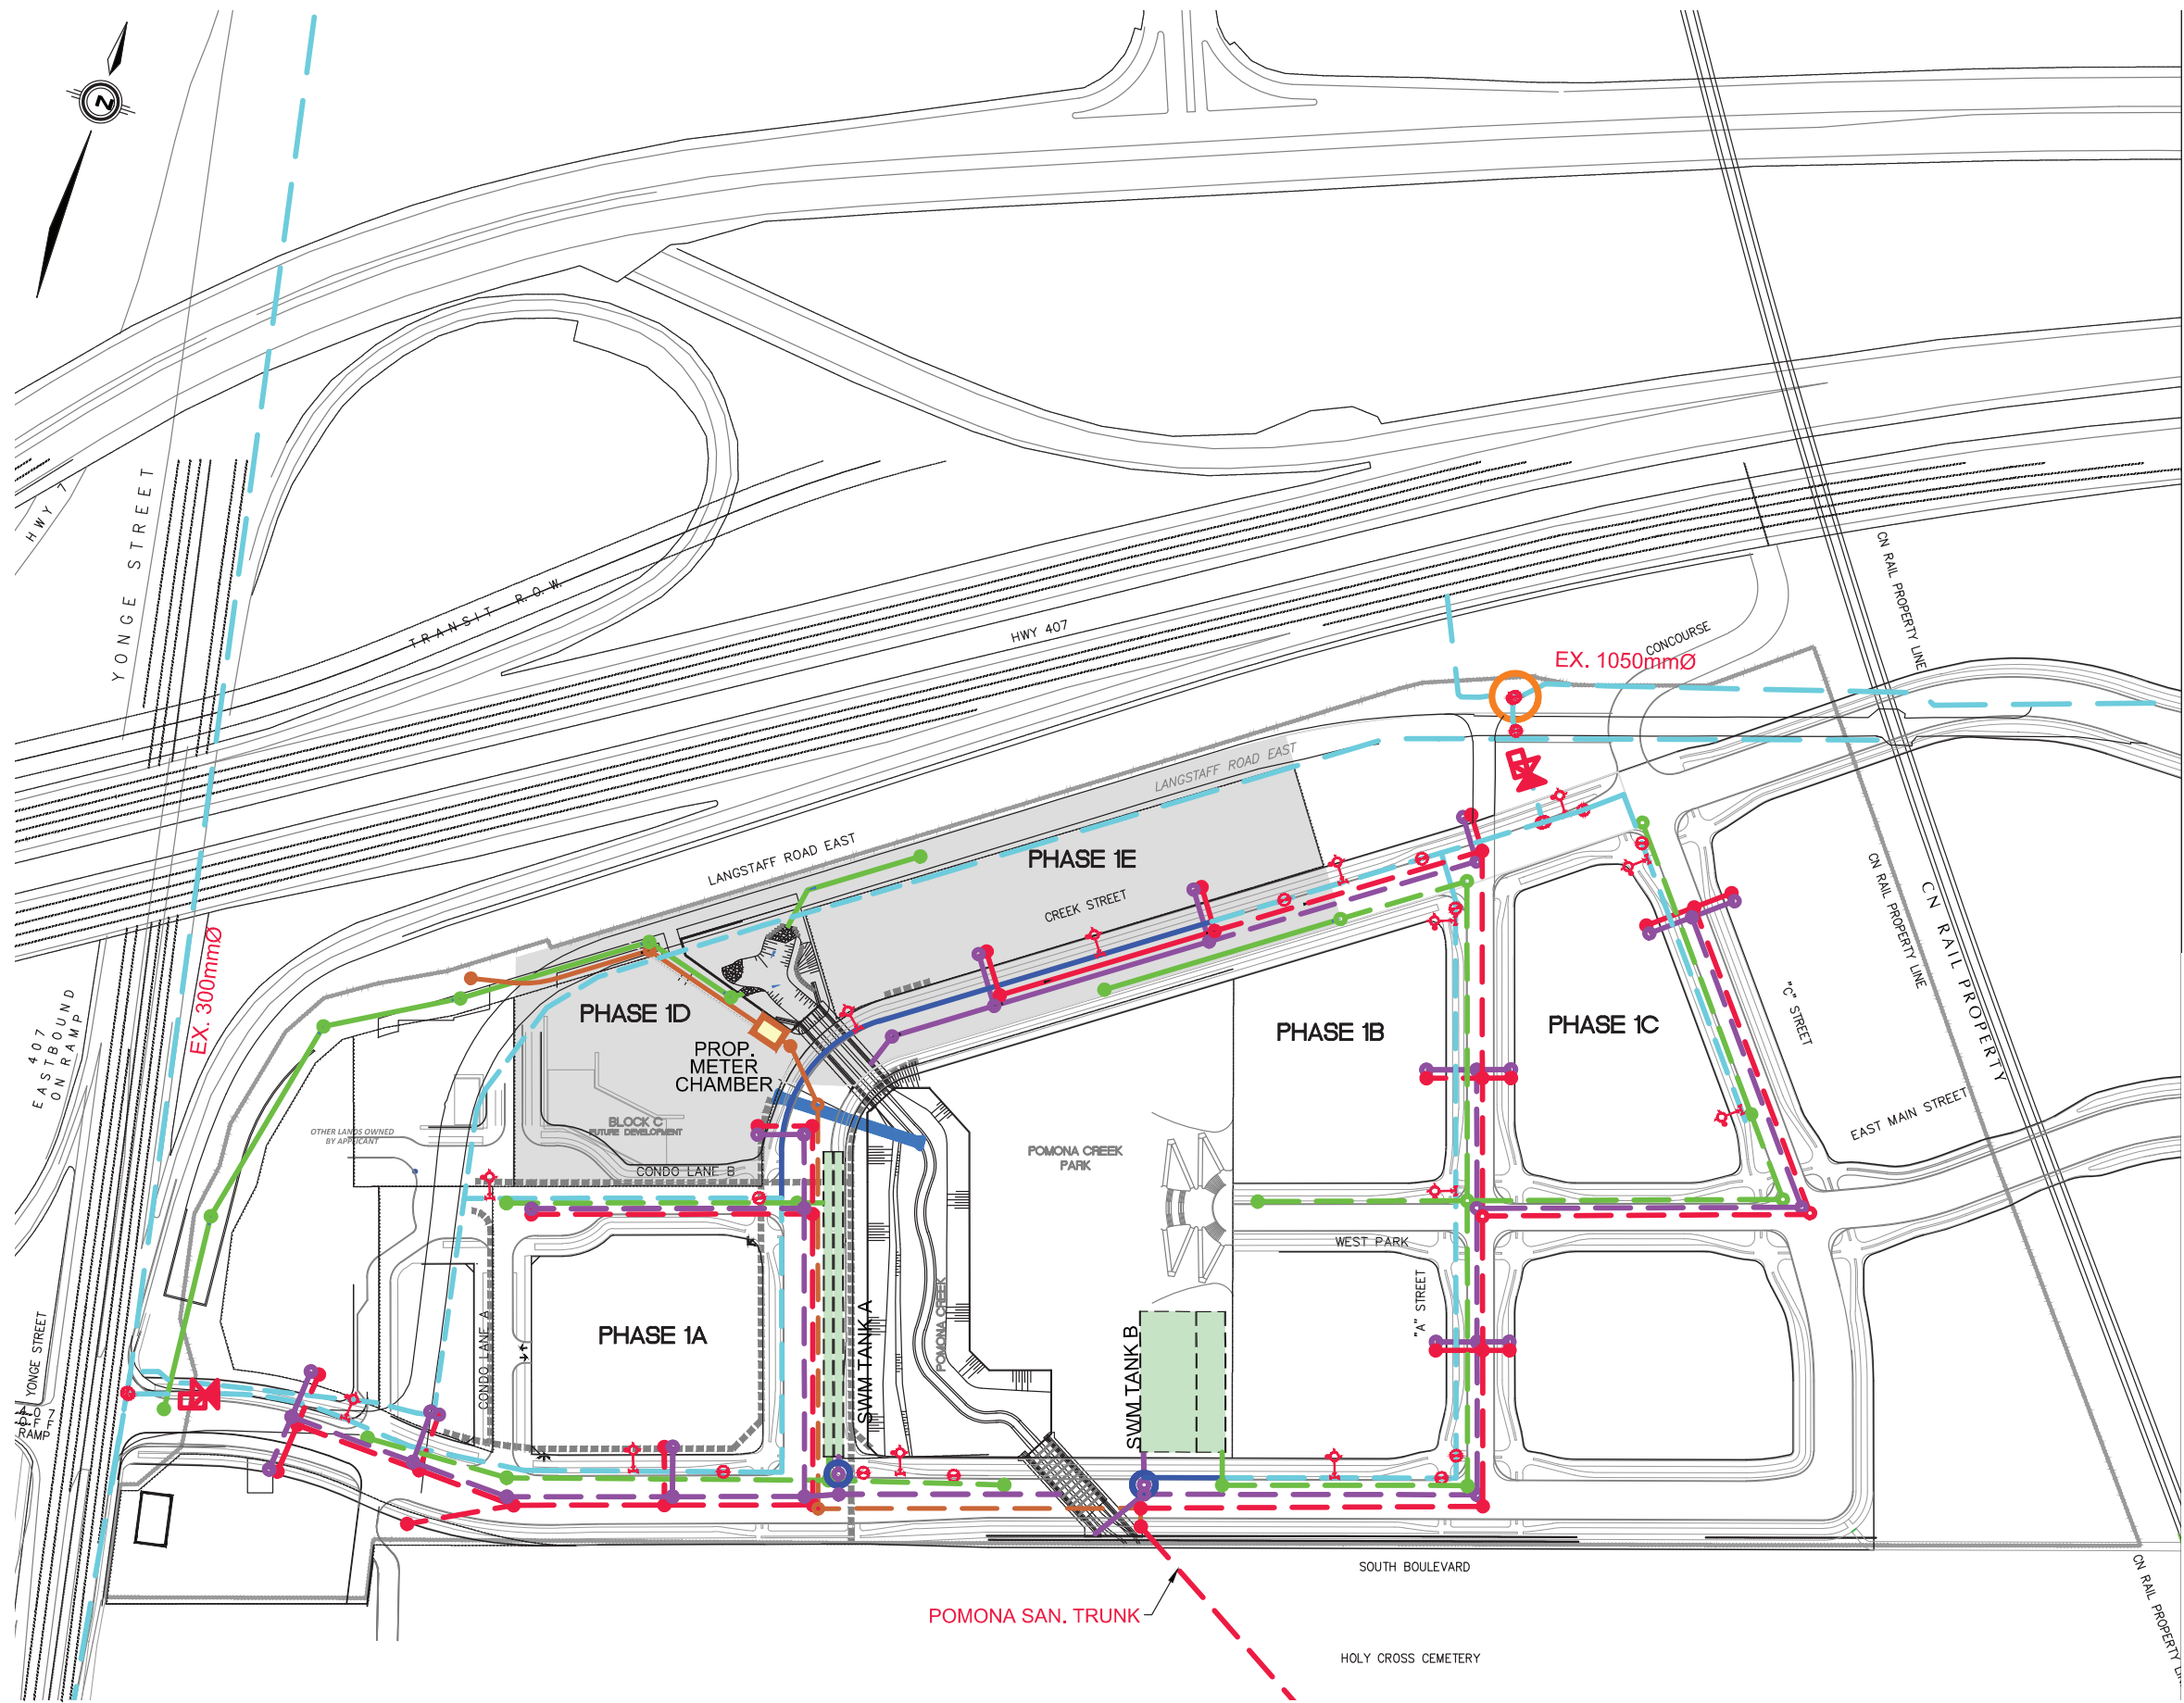 N
HWY 7
YONGE STREET
TRANSIT R.O.W.
HWY 407
CN RAIL PROPERTY LINE
CONCOURSE
EX. 1050mmØ
LANGSTAFF ROAD EAST
LANGSTAFF ROAD EAST
PHASE 1E
CREEK STREET
CN RAIL PROPERTY LINE
CN RAIL PROPERTY
EX. 300mmØ
407
EASTBOUND
ON RAMP
PHASE 1D
PROP.
METER
CHAMBER
PHASE 1B
PHASE 1C
"C" STREET
EAST MAIN STREET
OTHER LANDS OWNED
BY APPLICANT
BLOCK C
FUTURE DEVELOPMENT
CONDO LANE B
POMONA CREEK
PARK
WEST PARK
"A" STREET
PHASE 1A
CONDO LANE A
SWM TANK A
POMONA CREEK
SWM TANK B
YONGE STREET
407
OFF
RAMP
SOUTH BOULEVARD
POMONA SAN. TRUNK
HOLY CROSS CEMETERY
CN RAIL PROPERTY